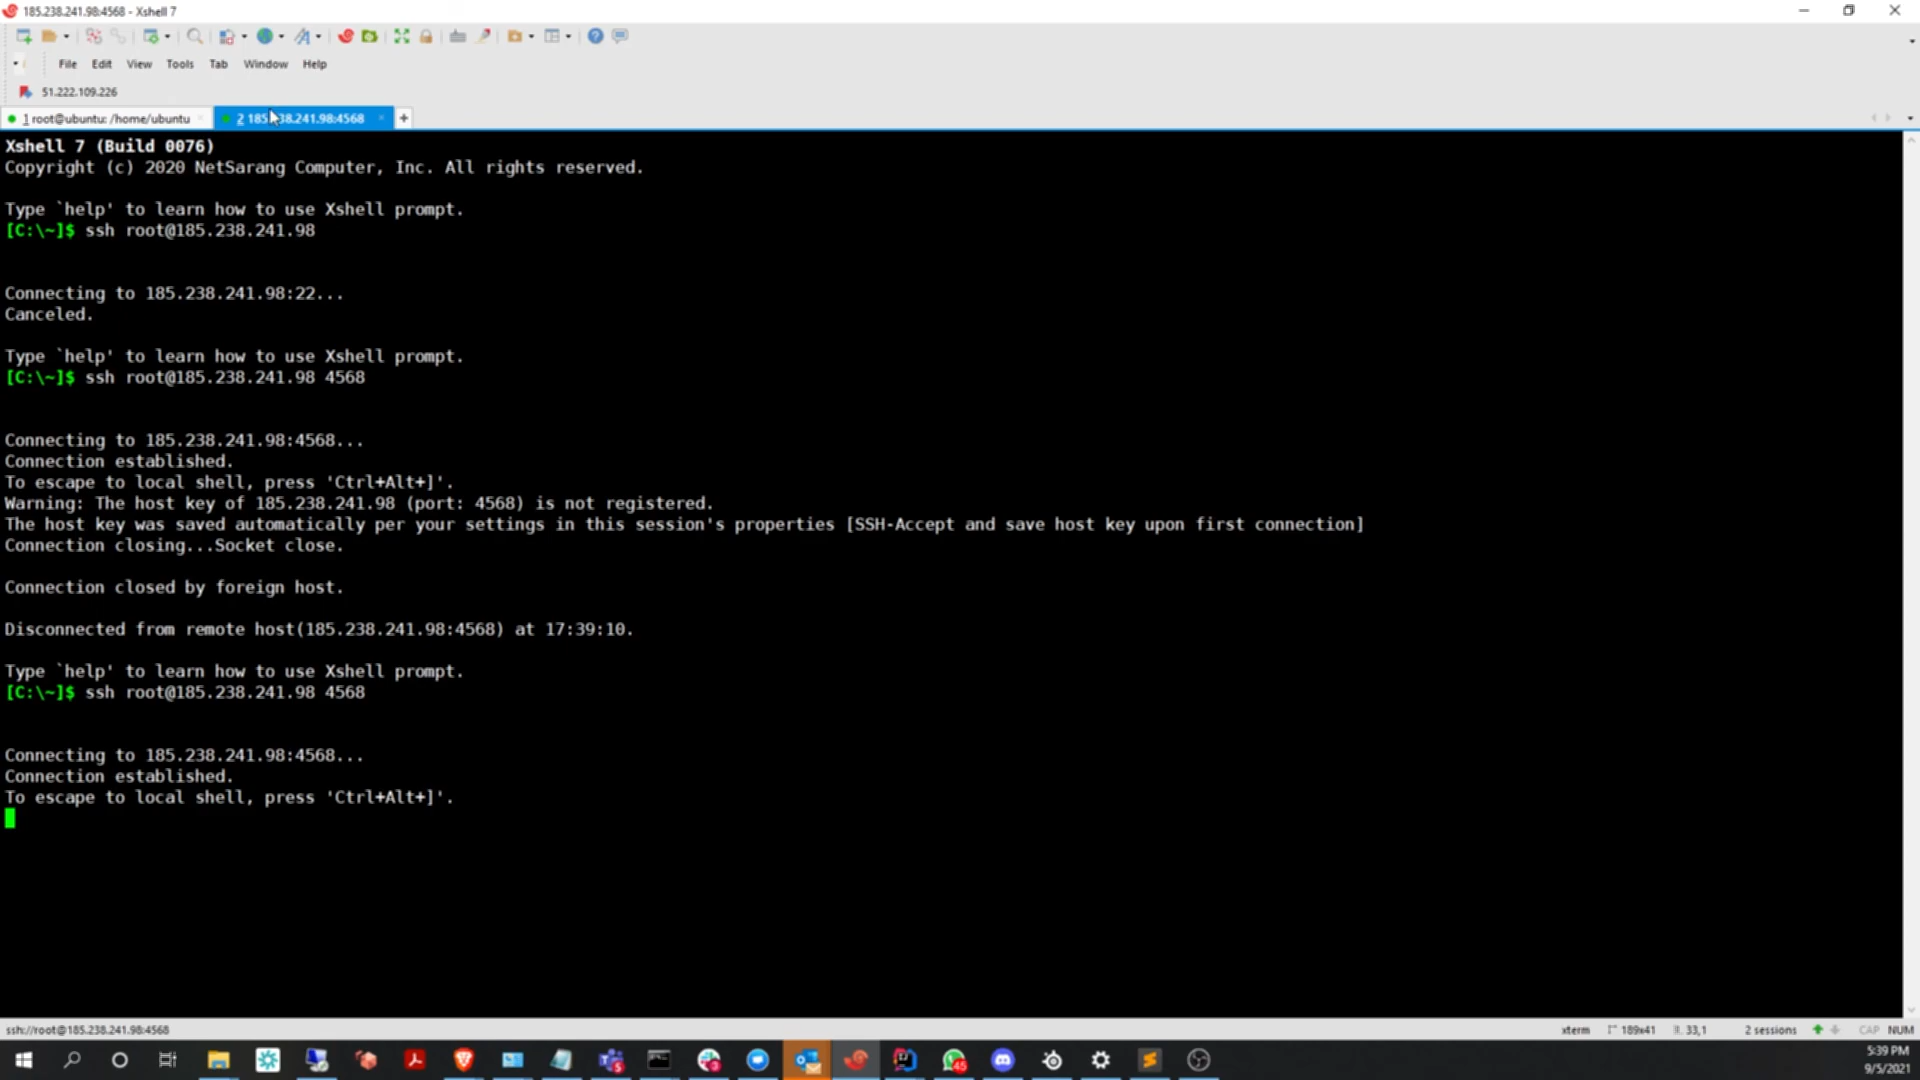 185.238.241.98:4568 - Xshell 7
File Edit View Tools Tab Window Help
51.222.109.226
1 root@ubuntu: /home/ubuntu
2 185.238.241.98:4568
Xshell 7 (Build 0076)
Copyright (c) 2020 NetSarang Computer, Inc. All rights reserved.
Type `help' to learn how to use Xshell prompt.
[C:\~]$ ssh root@185.238.241.98
Connecting to 185.238.241.98:22...
Canceled.
Type `help' to learn how to use Xshell prompt.
[C:\~]$ ssh root@185.238.241.98 4568
Connecting to 185.238.241.98:4568...
Connection established.
To escape to local shell, press 'Ctrl+Alt+]'.
Warning: The host key of 185.238.241.98 (port: 4568) is not registered.
The host key was saved automatically per your settings in this session's properties [SSH-Accept and save host key upon first connection]
Connection closing...Socket close.
Connection closed by foreign host.
Disconnected from remote host(185.238.241.98:4568) at 17:39:10.
Type `help' to learn how to use Xshell prompt.
[C:\~]$ ssh root@185.238.241.98 4568
Connecting to 185.238.241.98:4568...
Connection established.
To escape to local shell, press 'Ctrl+Alt+]'.
ssh://root@185.238.241.98:4568
xterm 189x41 33,1 2 sessions CAP NUM
5:39 PM
9/5/2021